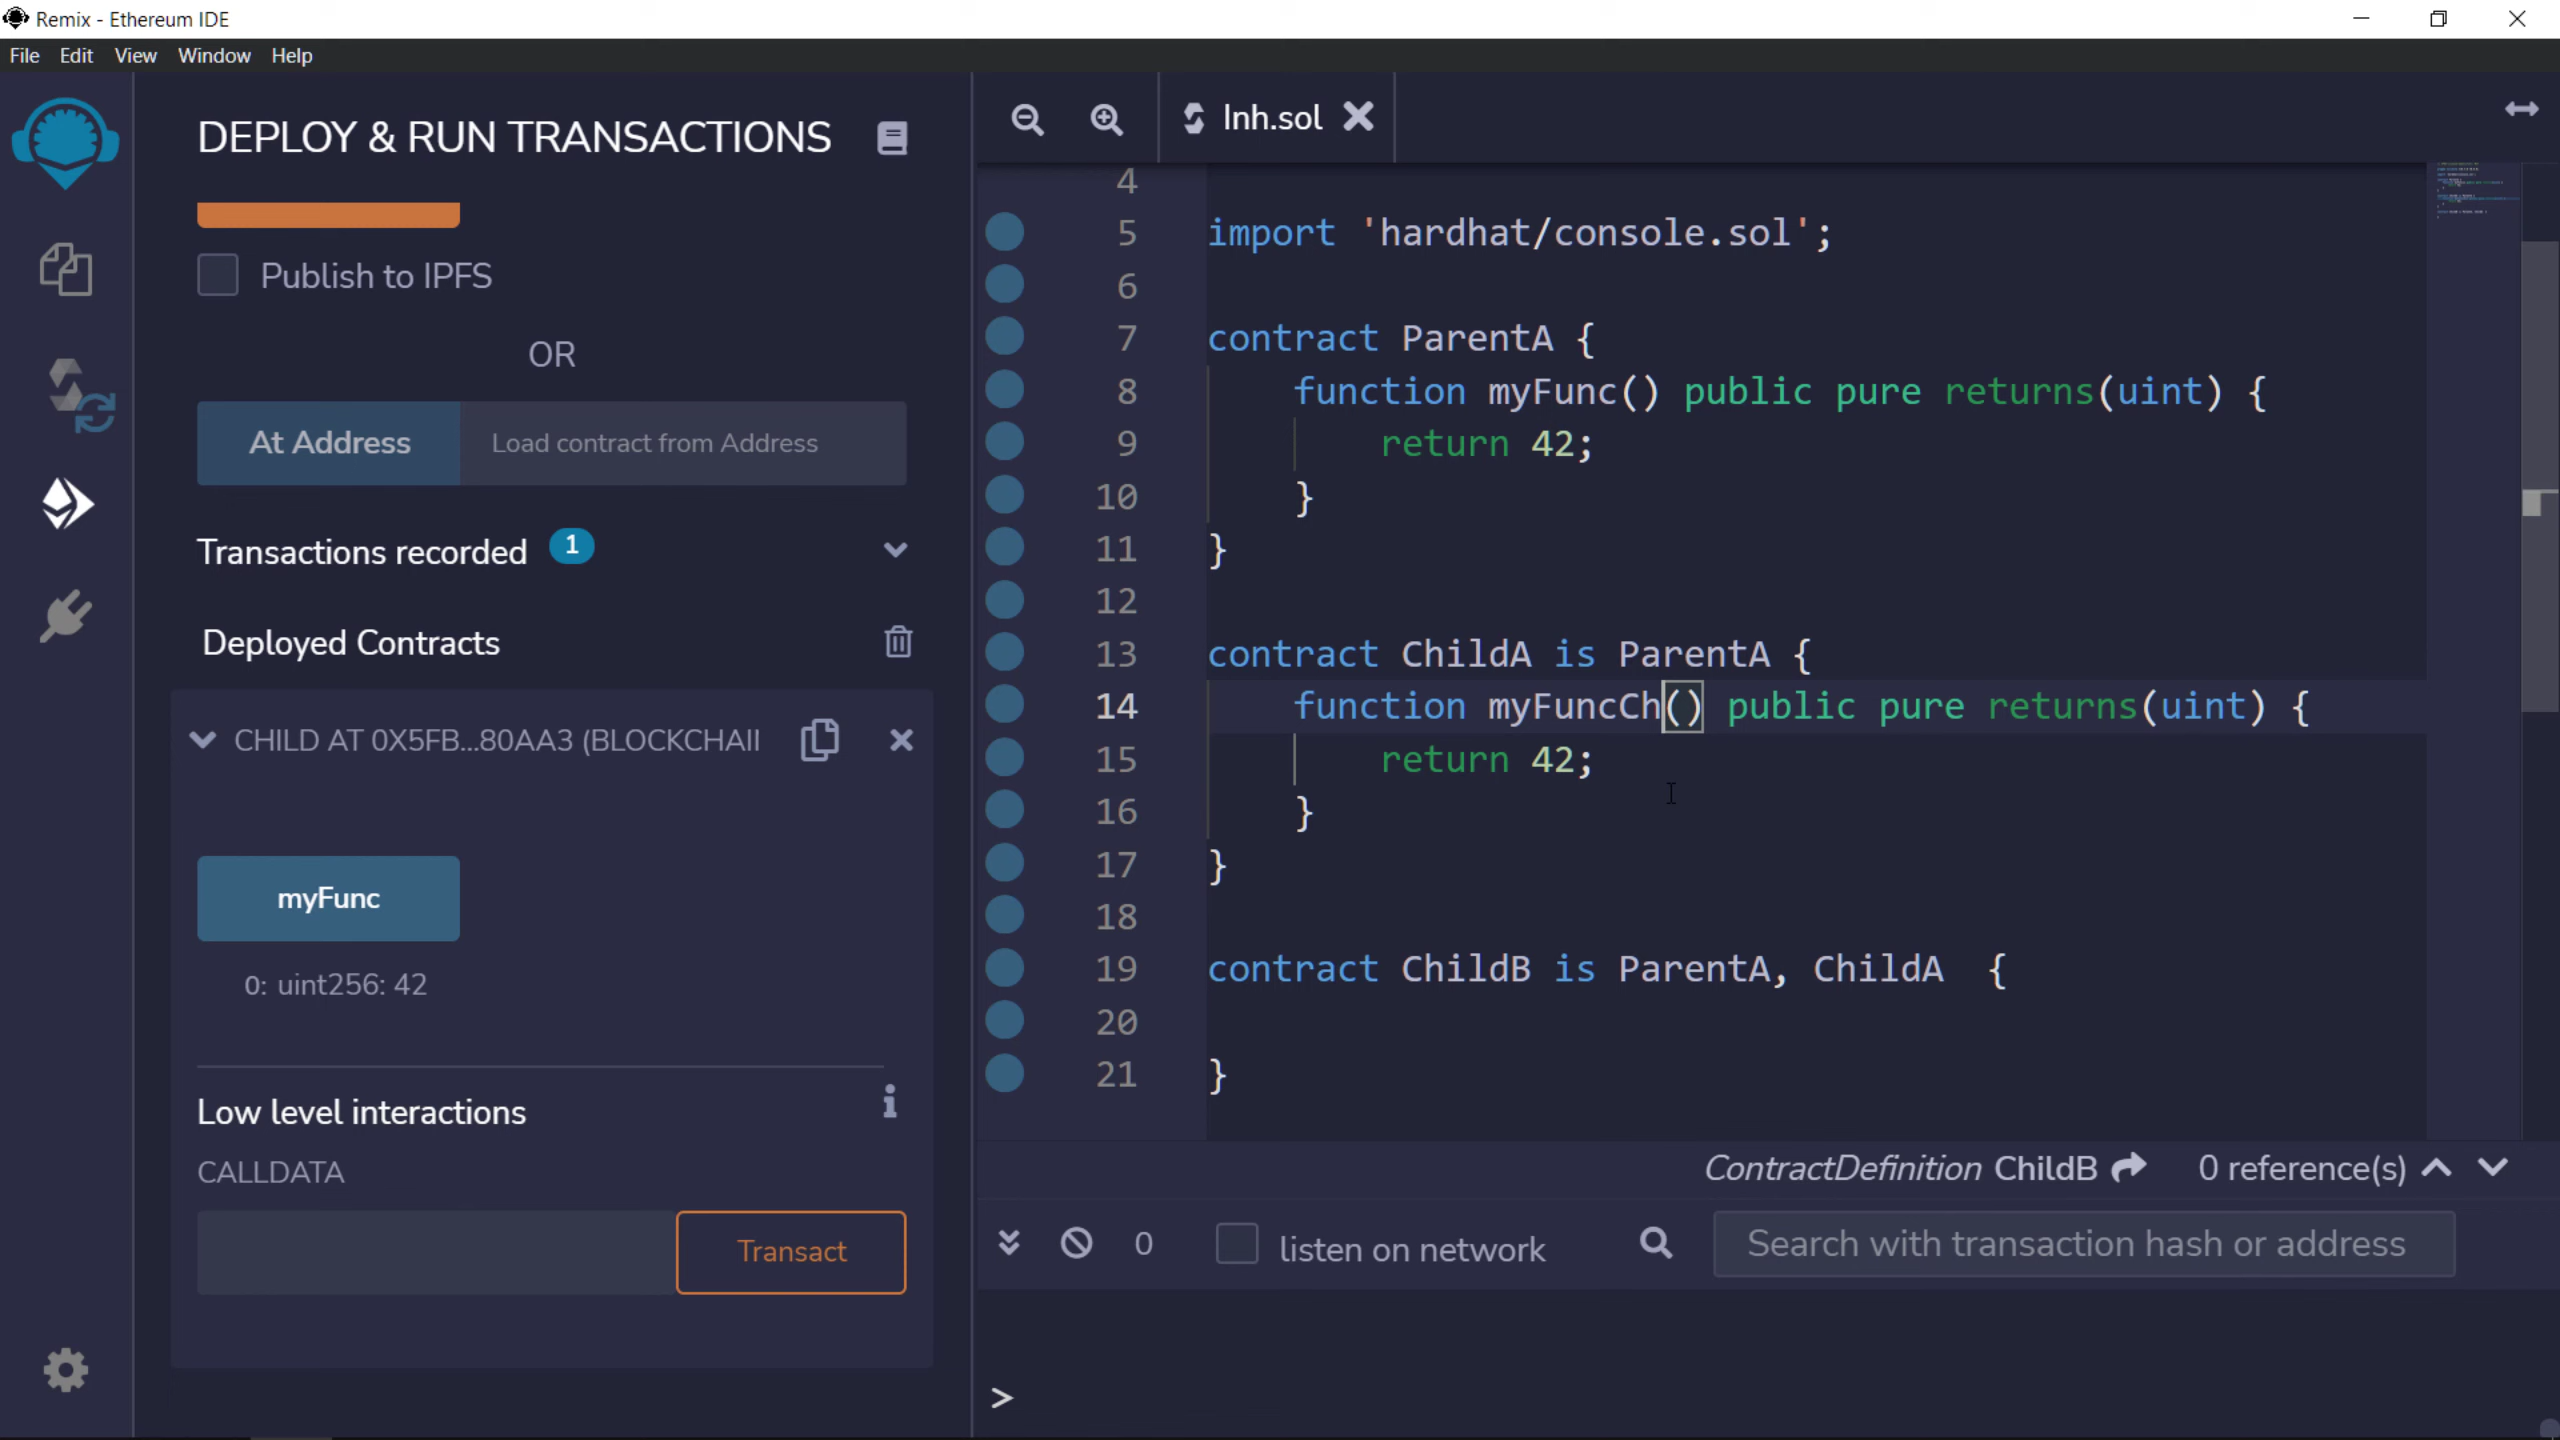 Remix - Ethereum IDE
File Edit View Window Help
DEPLOY & RUN TRANSACTIONS
Publish to IPFS
OR
At Address Load contract from Address
Transactions recorded 1
Deployed Contracts
CHILD AT 0X5FB...80AA3 (BLOCKCHAII
myFunc
0: uint256: 42
Low level interactions
i
CALLDATA
Transact
Inh.sol
4
5 import 'hardhat/console.sol';
6
7 contract ParentA {
8 function myFunc() public pure returns(uint) {
9 return 42;
10 }
11 }
12
13 contract ChildA is ParentA {
14 function myFuncCh() public pure returns(uint) {
15 return 42;
16 }
17 }
18
19 contract ChildB is ParentA, ChildA {
20
21 }
ContractDefinition ChildB 0 reference(s)
0 listen on network Search with transaction hash or address
>